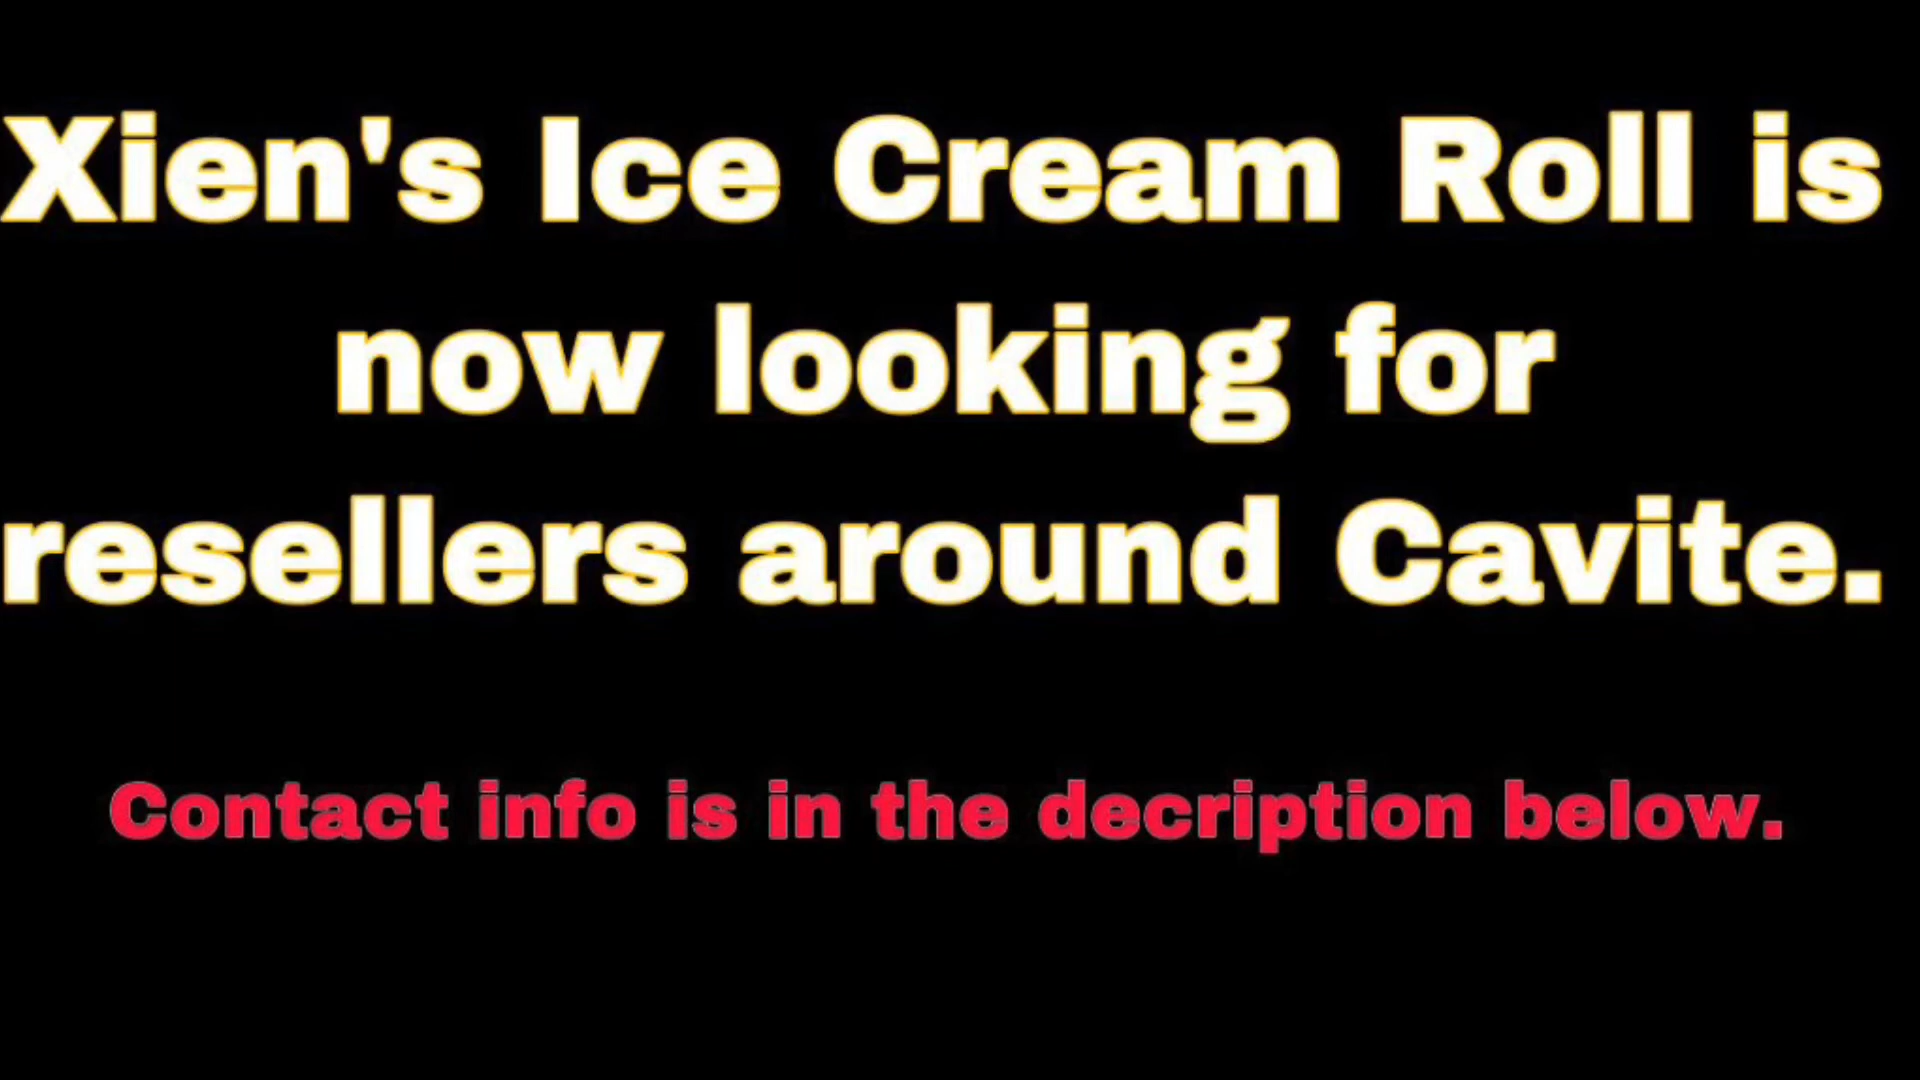 Xien's Ice Cream Roll is
now looking for
resellers around Cavite.
Contact info is in the decription below.